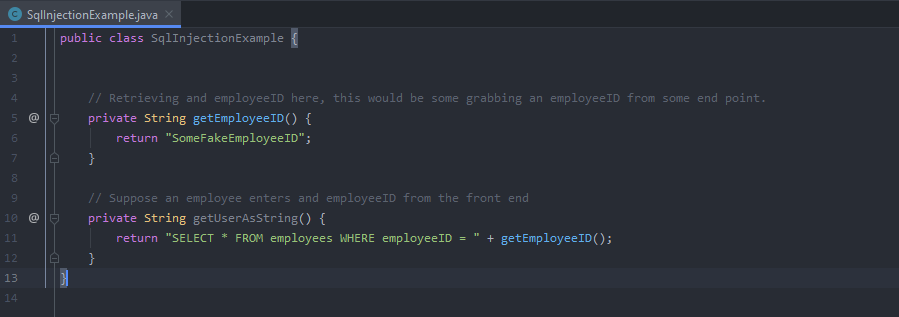 SqlInjectionExample.java
1 public class SqlInjectionExample {
2
3
4 // Retrieving and employeeID here, this would be some grabbing an employeeID from some end point.
5 @ private String getEmployeeID() {
6 return "SomeFakeEmployeeID";
7 }
8
9 // Suppose an employee enters and employeeID from the front end
10 @ private String getUserAsString() {
11 return "SELECT * FROM employees WHERE employeeID = " + getEmployeeID();
12 }
13 }
14